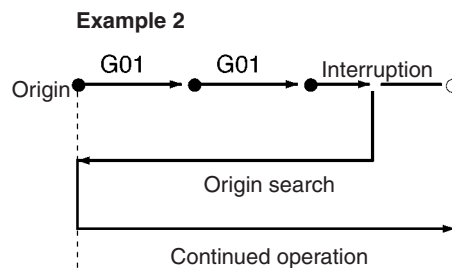 Example 2
G01
G01
Interruption
Origin
Origin search
Continued operation